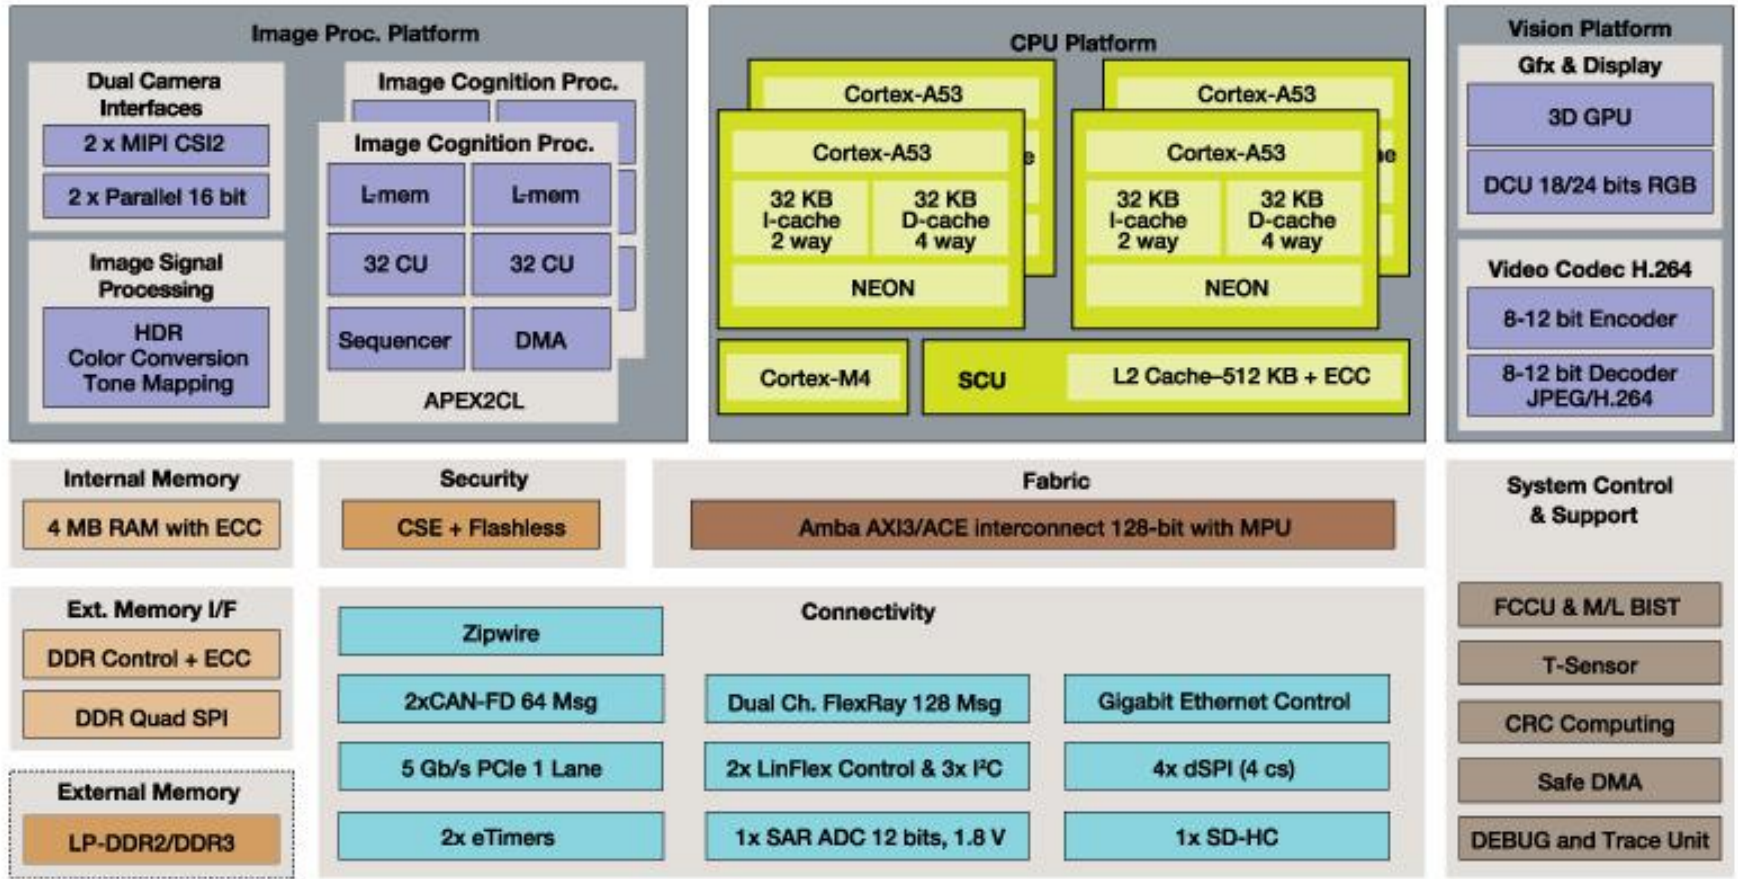 Image Proc. Platform
Dual Camera
Interfaces
2 x MIPI CSI2
2 x Parallel 16 bit
Image Signal
Processing
HDR
Color Conversion
Tone Mapping
Image Cognition Proc.
Image Cognition Proc.
L-mem
L-mem
32 CU
32 CU
Sequencer
DMA
APEX2CL
CPU Platform
Cortex-A53
Cortex-A53
32 KB
I-cache
2 way
32 KB
D-cache
4 way
NEON
Cortex-A53
Cortex-A53
32 KB
I-cache
2 way
32 KB
D-cache
4 way
NEON
Cortex-M4
SCU
L2 Cache–512 KB + ECC
Vision Platform
Gfx & Display
3D GPU
DCU 18/24 bits RGB
Video Codec H.264
8-12 bit Encoder
8-12 bit Decoder
JPEG/H.264
Internal Memory
4 MB RAM with ECC
Security
CSE + Flashless
Fabric
Amba AXI3/ACE interconnect 128-bit with MPU
Ext. Memory I/F
DDR Control + ECC
DDR Quad SPI
External Memory
LP-DDR2/DDR3
Connectivity
Zipwire
2xCAN-FD 64 Msg
Dual Ch. FlexRay 128 Msg
Gigabit Ethernet Control
5 Gb/s PCIe 1 Lane
2x LinFlex Control & 3x I²C
4x dSPI (4 cs)
2x eTimers
1x SAR ADC 12 bits, 1.8 V
1x SD-HC
System Control
& Support
FCCU & M/L BIST
T-Sensor
CRC Computing
Safe DMA
DEBUG and Trace Unit